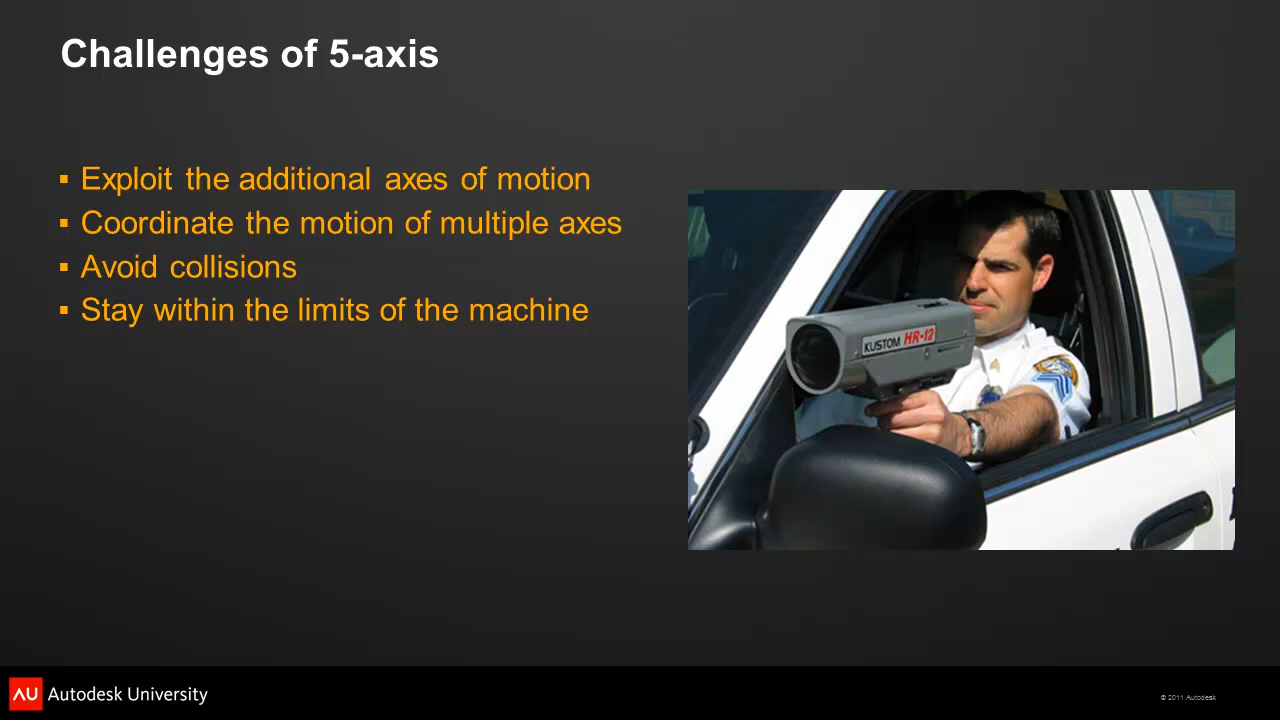 Challenges of 5-axis
▪ Exploit the additional axes of motion
▪ Coordinate the motion of multiple axes
▪ Avoid collisions
▪ Stay within the limits of the machine
KUSTOM HR-12
AU Autodesk University
© 2011 Autodesk